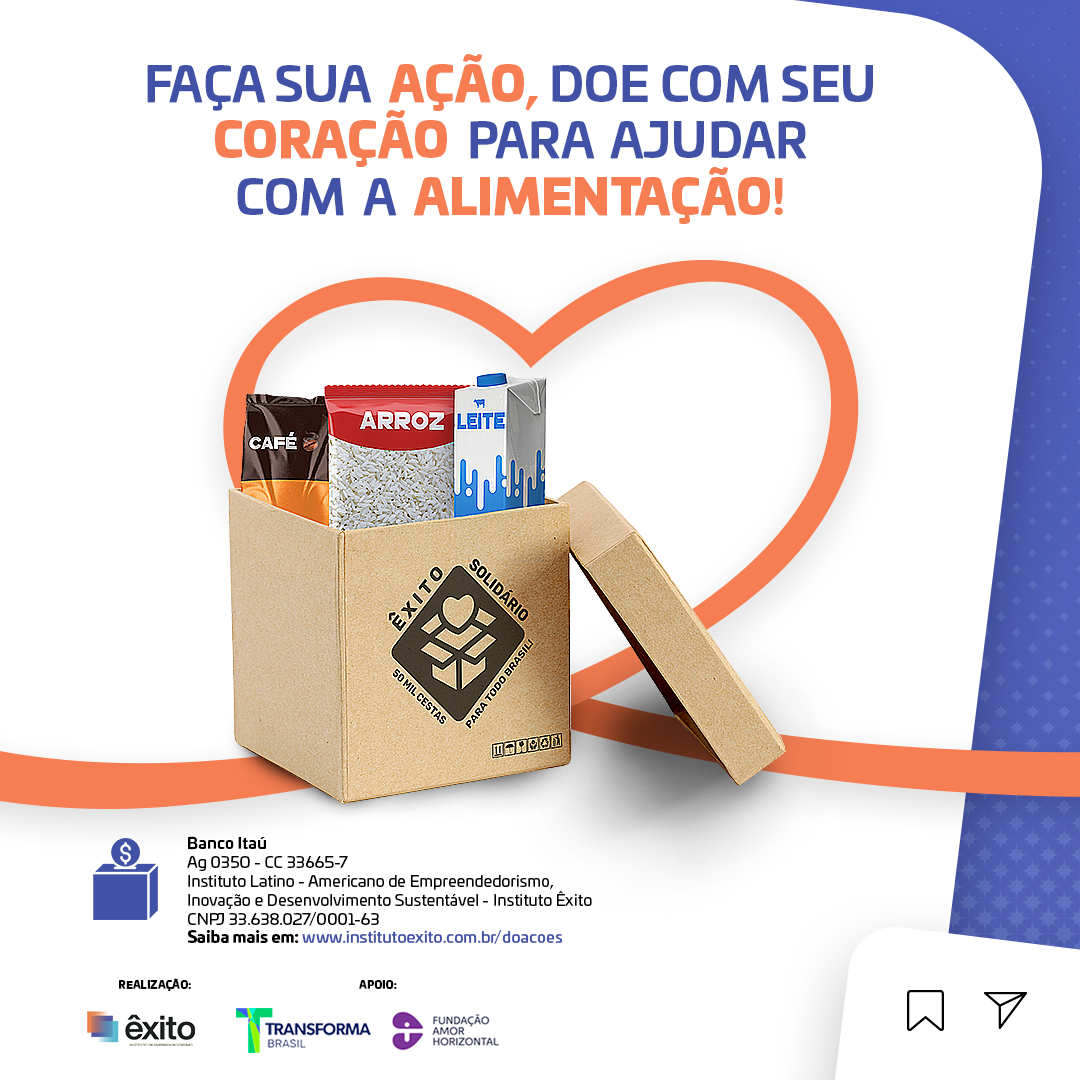 FAÇA SUA AÇÃO, DOE COM SEU
CORAÇÃO PARA AJUDAR
COM A ALIMENTAÇÃO!
CAFÉ
ARROZ
LEITE
ÊXITO
SOLIDÁRIO
50 MIL CESTAS
PARA TODO BRASIL!
Banco Itaú
Ag 0350 - CC 33665-7
Instituto Latino - Americano de Empreendedorismo,
Inovação e Desenvolvimento Sustentável - Instituto Êxito
CNPJ 33.638.027/0001-63
Saiba mais em: www.institutoexito.com.br/doacoes
REALIZAÇÃO:
APOIO:
êxito
TRANSFORMA
BRASIL
FUNDAÇÃO
AMOR
HORIZONTAL